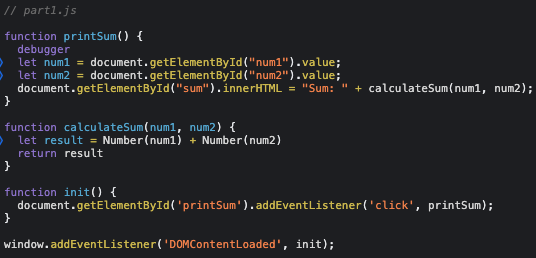 // part1.js
function printSum() {
debugger
let num1 = document.getElementById("num1").value;
let num2 = document.getElementById("num2").value;
document.getElementById("sum").innerHTML = "Sum: " + calculateSum(num1, num2);
}
function calculateSum(num1, num2) {
let result = Number(num1) + Number(num2)
return result
}
function init() {
document.getElementById('printSum').addEventListener('click', printSum);
}
window.addEventListener('DOMContentLoaded', init);